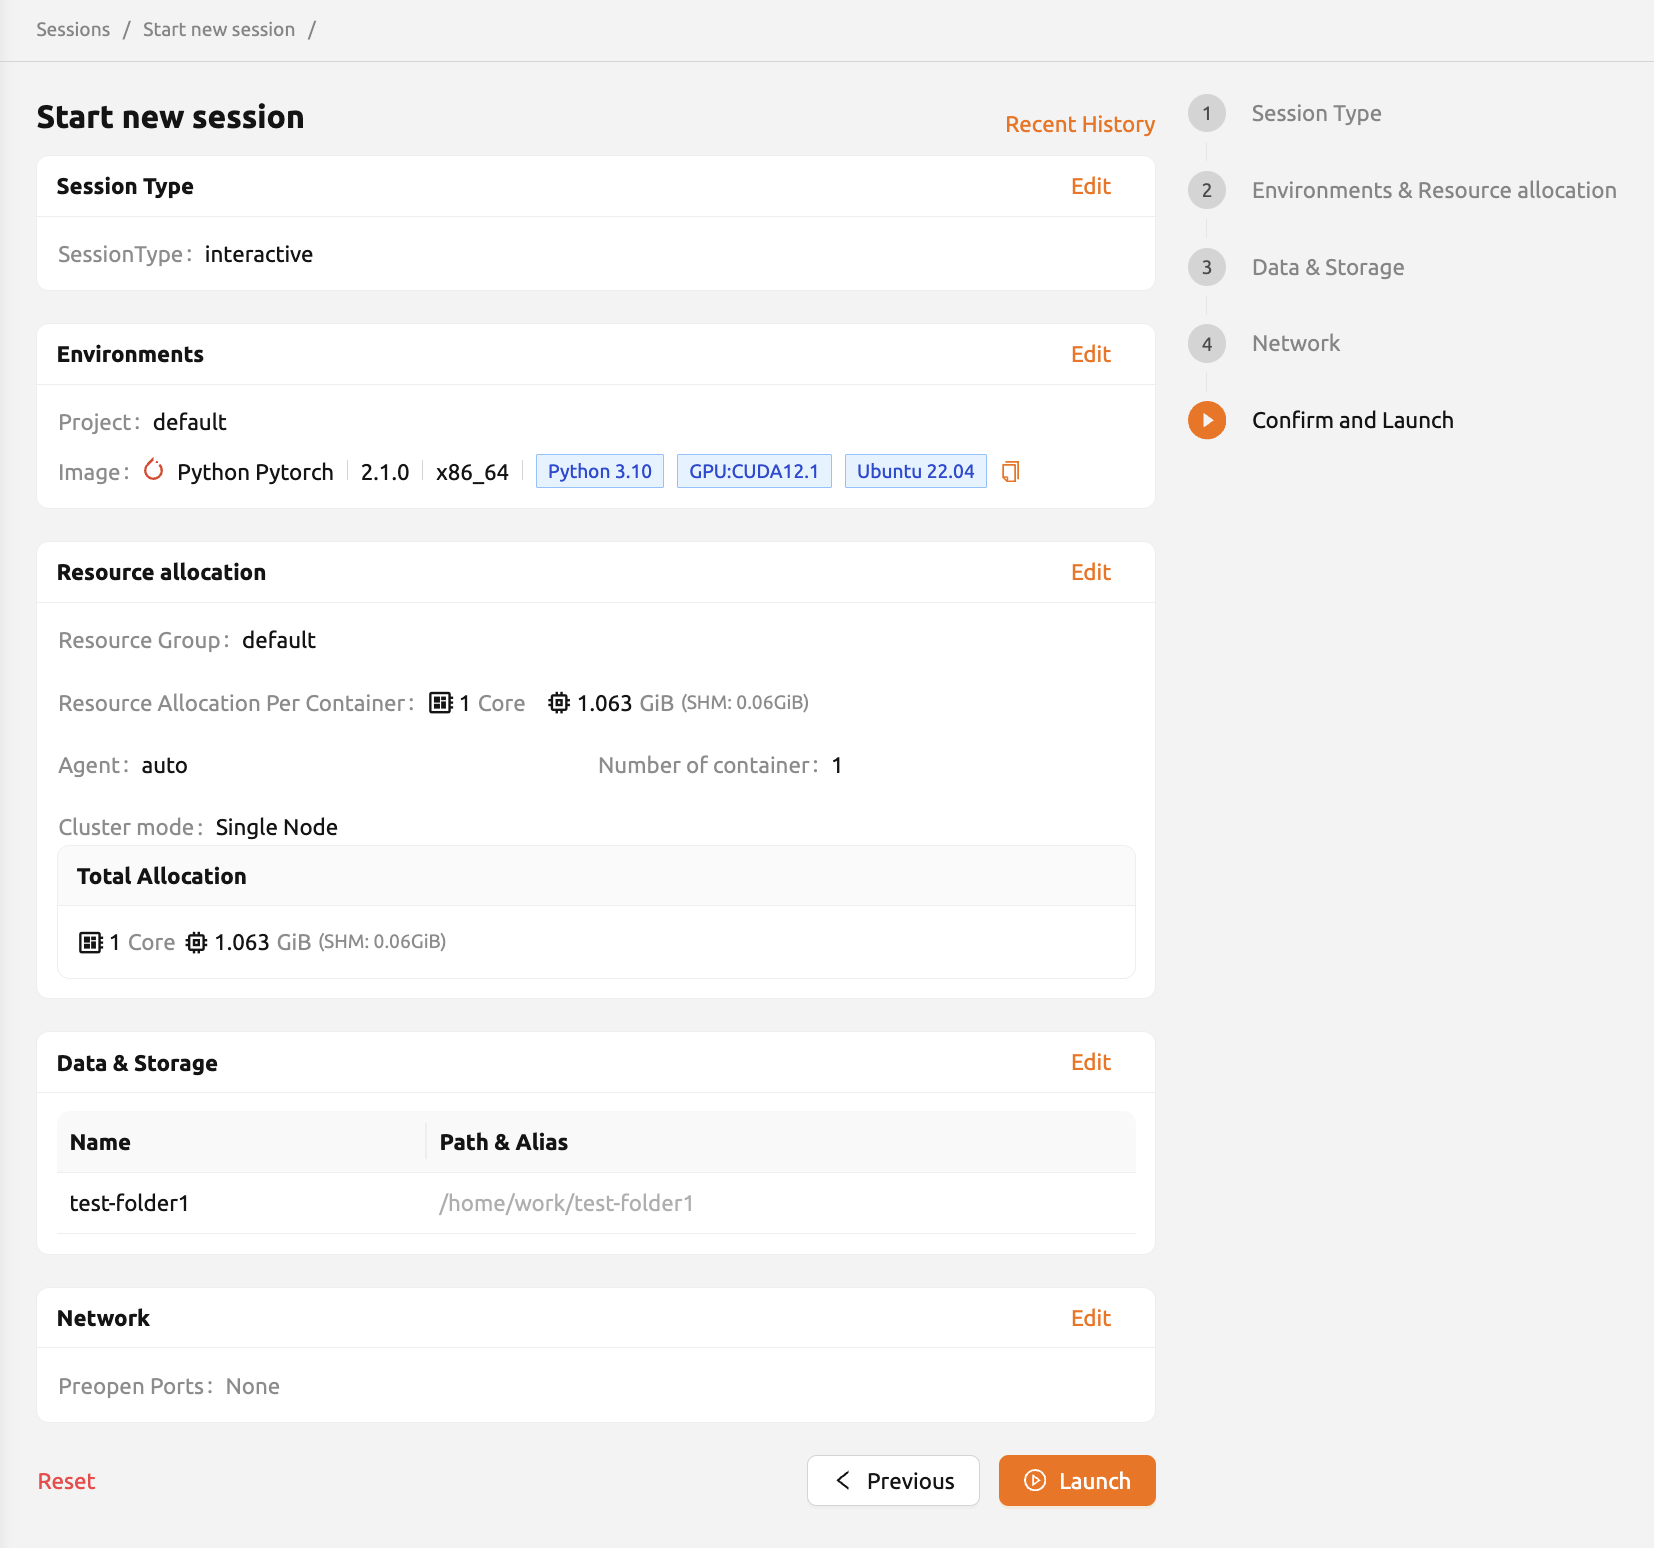 Sessions / Start new session /
Start new session
Recent History
Session Type
Edit
SessionType: interactive
Environments
Edit
Project: default
Image: Python Pytorch 2.1.0 x86_64 Python 3.10 GPU:CUDA12.1 Ubuntu 22.04
Resource allocation
Edit
Resource Group: default
Resource Allocation Per Container: 1 Core 1.063 GiB (SHM: 0.06GiB)
Agent: auto
Number of container: 1
Cluster mode: Single Node
Total Allocation
1 Core 1.063 GiB (SHM: 0.06GiB)
Data & Storage
Edit
Name
Path & Alias
test-folder1
/home/work/test-folder1
Network
Edit
Preopen Ports: None
Reset
Previous
Launch
1 Session Type
2 Environments & Resource allocation
3 Data & Storage
4 Network
Confirm and Launch